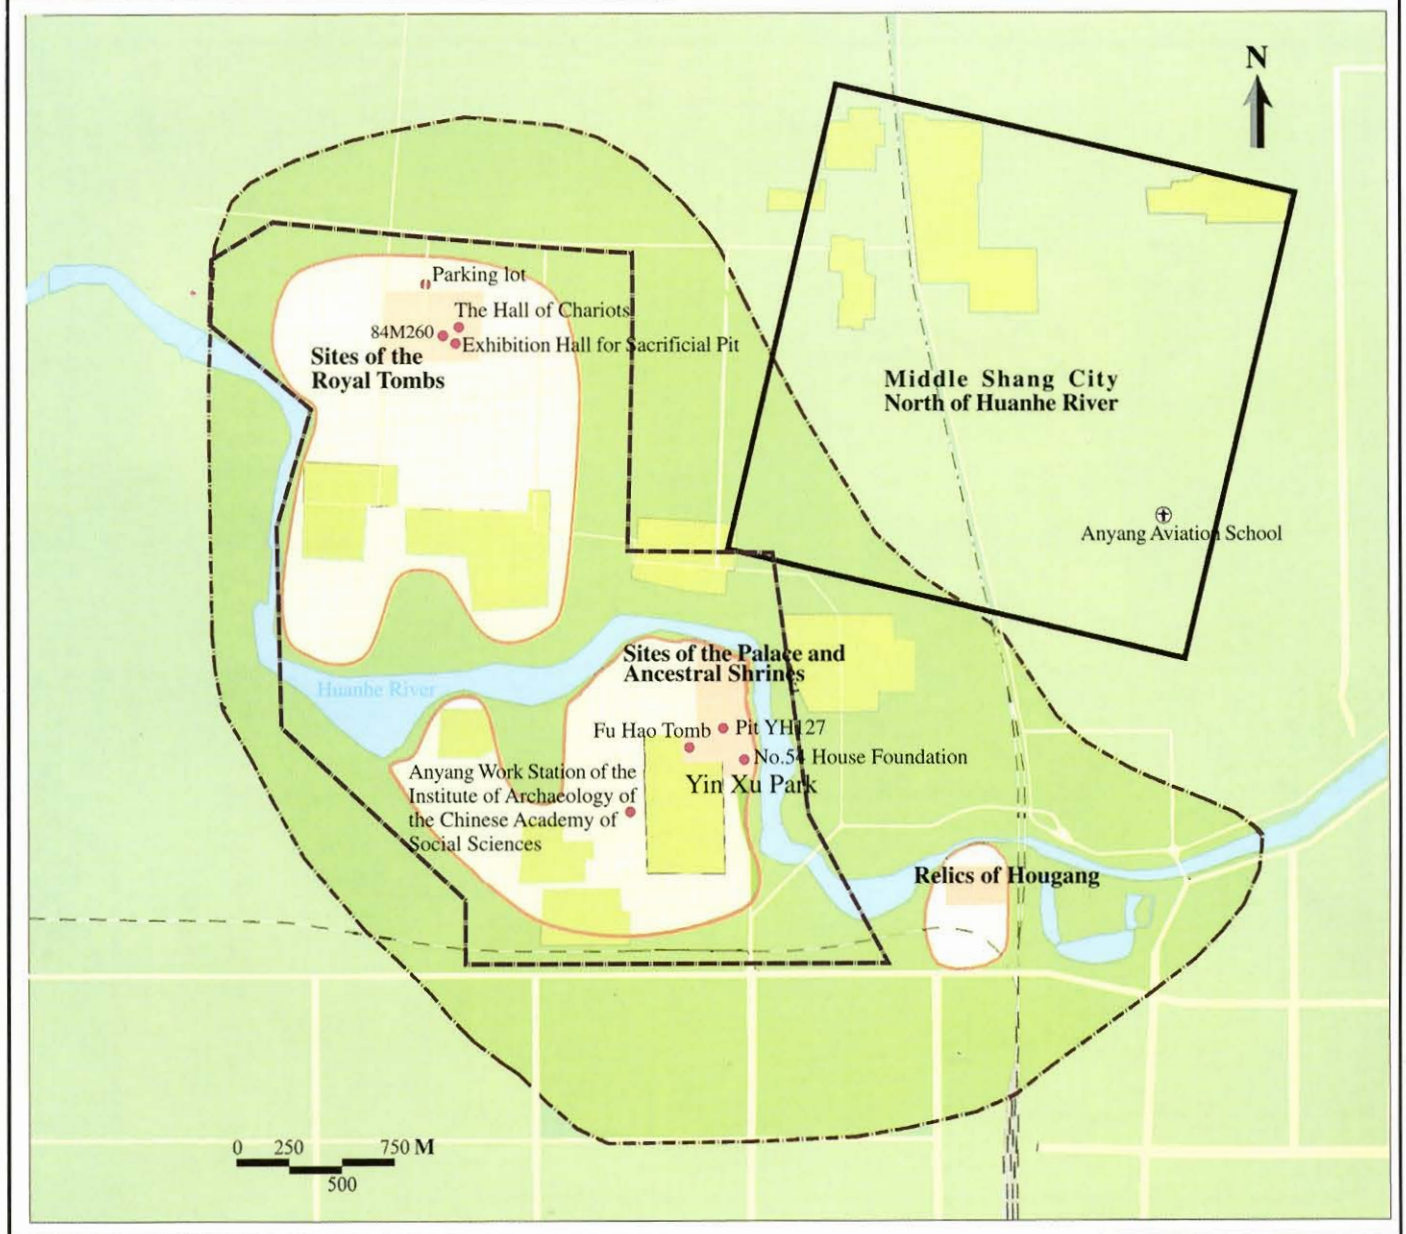 N
Parking lot
The Hall of Chariots
84M260
Exhibition Hall for Sacrificial Pit
Sites of the
Royal Tombs
Middle Shang City
North of Huanhe River
Anyang Aviation School
Sites of the Palace and
Ancestral Shrines
Huanhe River
Fu Hao Tomb
Pit YH127
No.54 House Foundation
Yin Xu Park
Anyang Work Station of the
Institute of Archaeology of
the Chinese Academy of
Social Sciences
Relics of Hougang
0 250 750 M
500